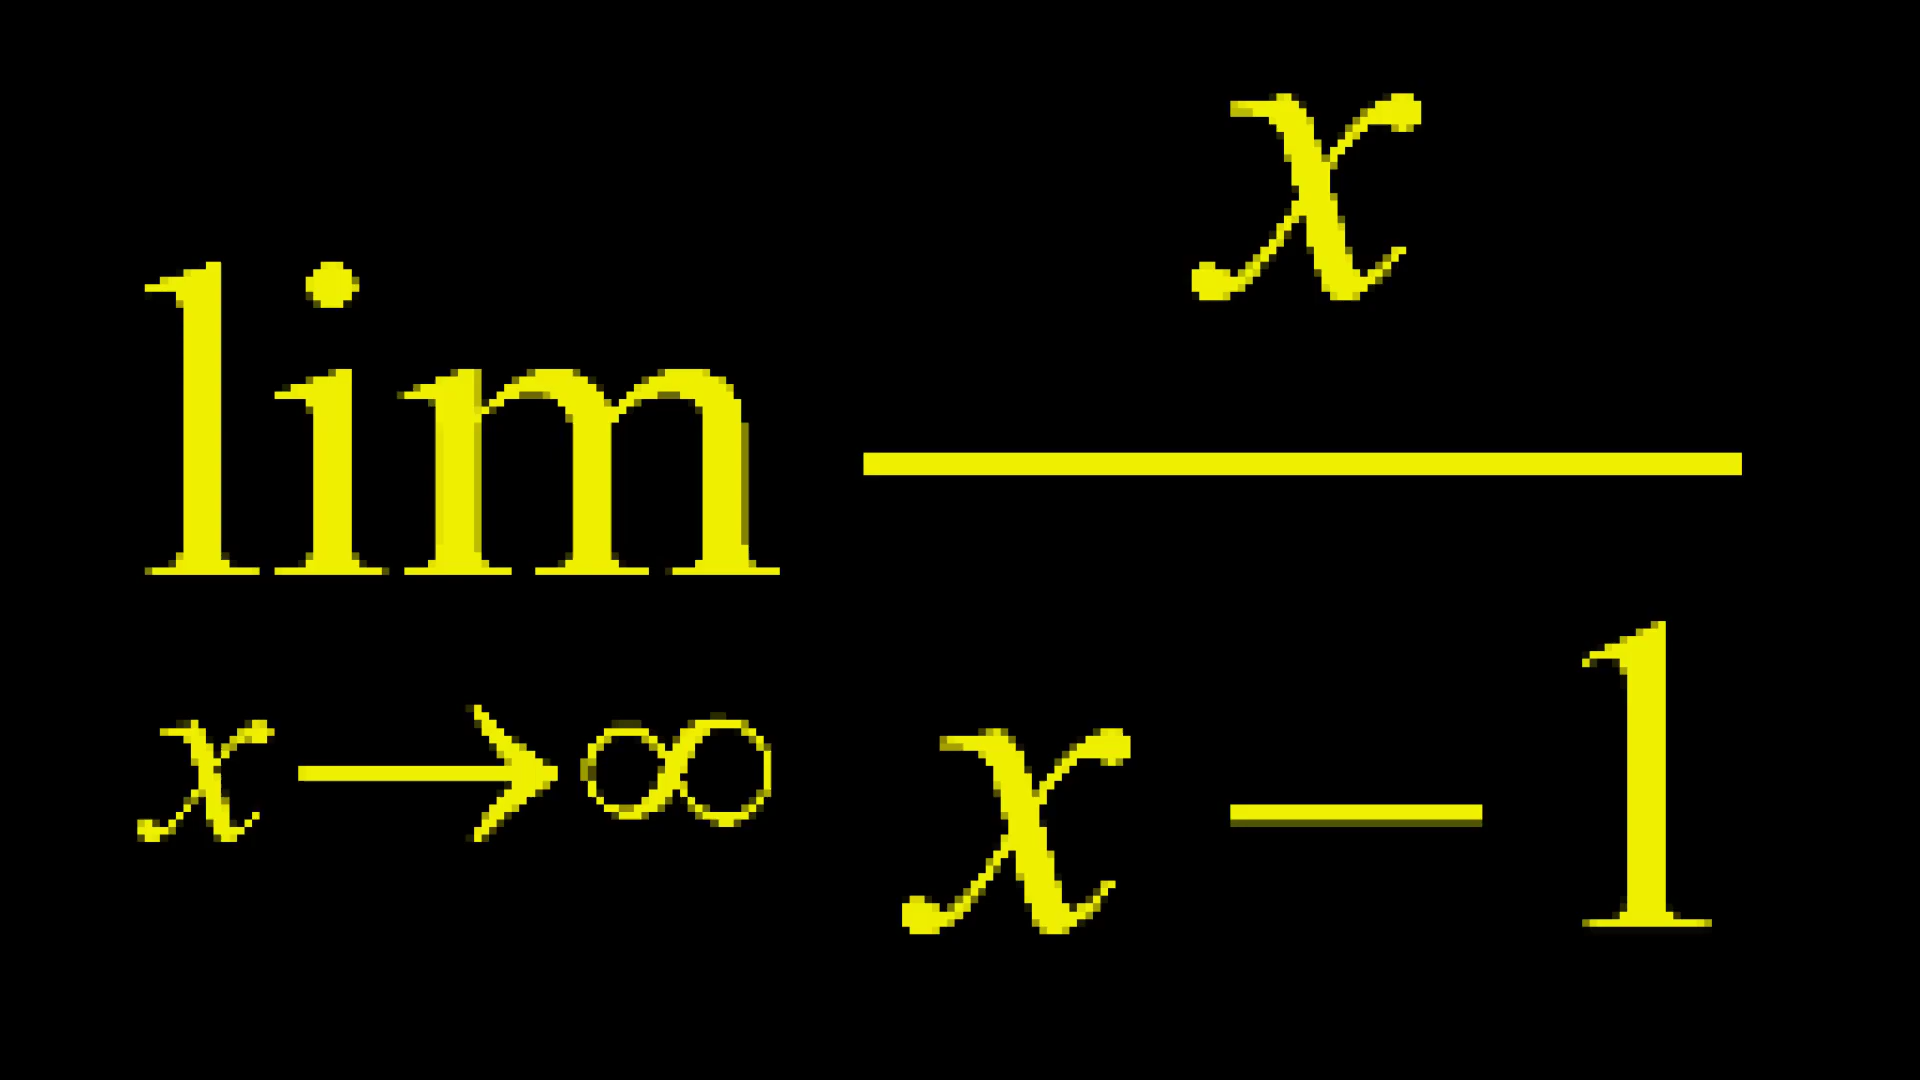 lim x→∞ x/(x − 1)